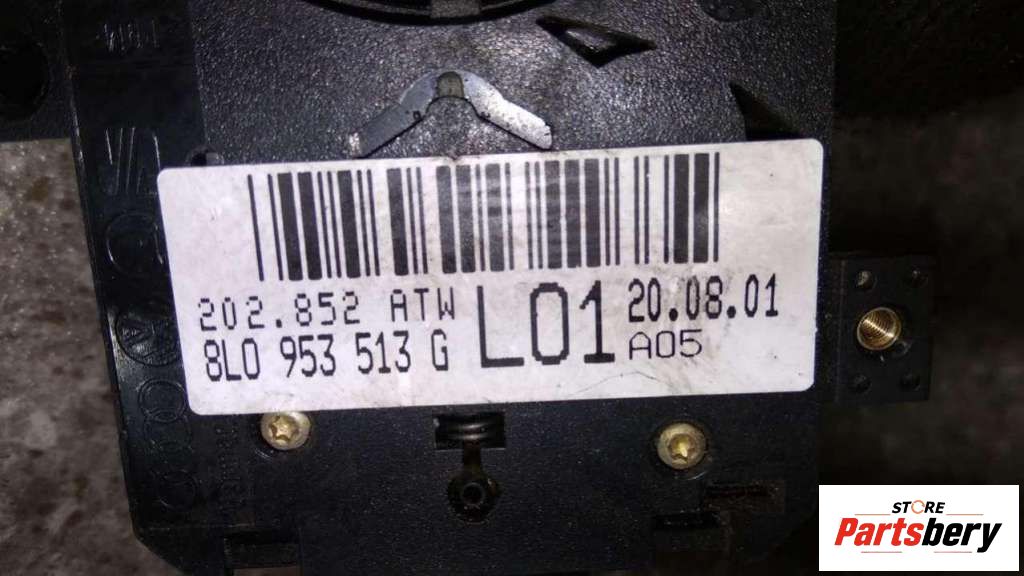 202.852 ATW
8L0 953 513 G
L01
20.08.01
A05
STORE
Partsbery